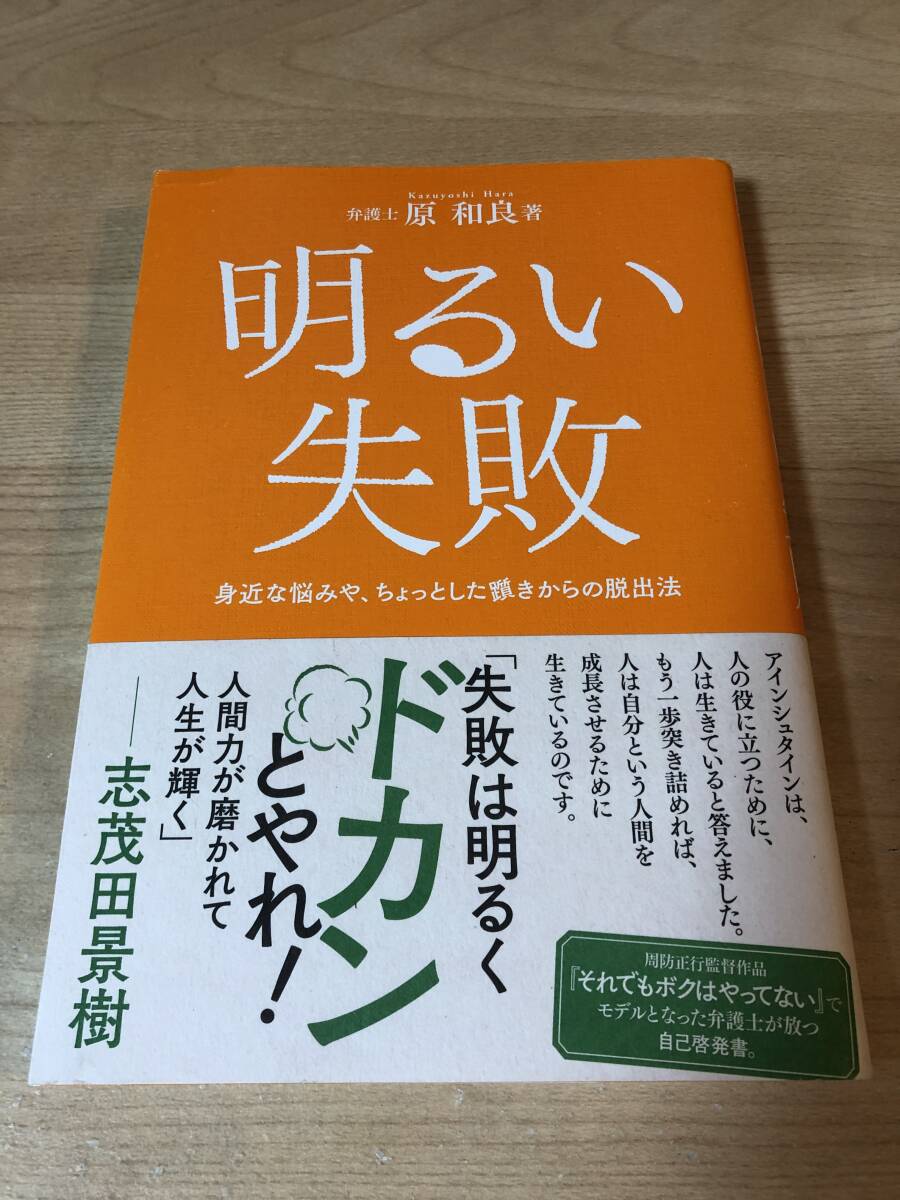 Kazuyoshi Hara
弁護士 原 和良 著
明るい
失敗
身近な悩みや、ちょっとした躓きからの脱出法
アインシュタインは、
人の役に立つために、
人は生きていると答えました。
もう一歩突き詰めれば、
人は自分という人間を
成長させるために
生きているのです。
「失敗は明るく
ドカン
とやれ！
人間力が磨かれて
人生が輝く」
──志茂田景樹
周防正行監督作品
『それでもボクはやってない』で
モデルとなった弁護士が放つ
自己啓発書。